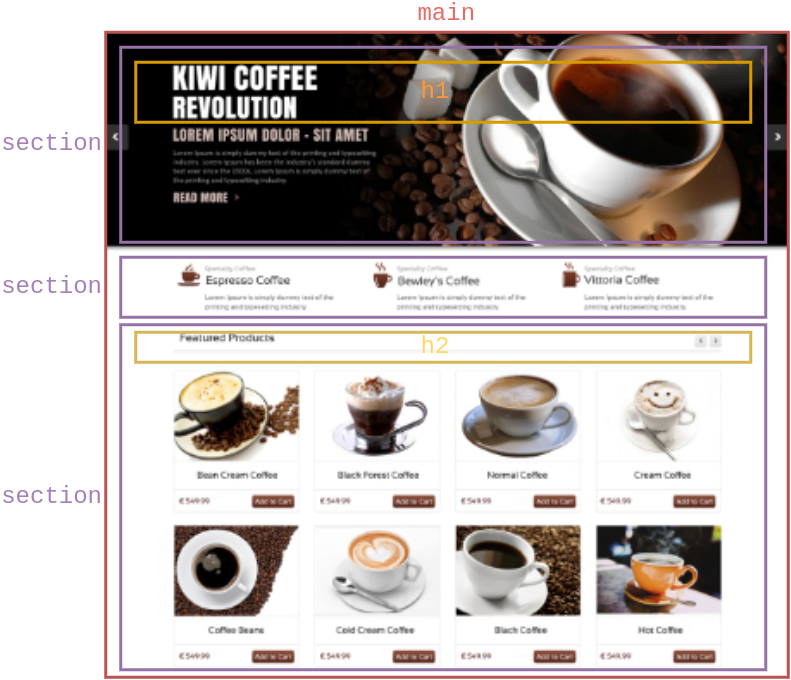 main
section
h1
KIWI COFFEE
REVOLUTION
LOREM IPSUM DOLOR - SIT AMET
Lorem Ipsum is simply dummy text of the printing and typesetting
industry. Lorem Ipsum has been the industry's standard dummy
text ever since the 1500s. Lorem Ipsum is simply dummy text of
the printing and typesetting industry.
READ MORE
section
Specialty Coffee
Espresso Coffee
Lorem Ipsum is simply dummy text of the
printing and typesetting industry.
Specialty Coffee
Bewley's Coffee
Lorem Ipsum is simply dummy text of the
printing and typesetting industry.
Specialty Coffee
Vittoria Coffee
Lorem Ipsum is simply dummy text of the
printing and typesetting industry.
section
Featured Products
h2
Bean Cream Coffee
£ 549.99 Add to Cart
Black Forest Coffee
£ 549.99 Add to Cart
Normal Coffee
£ 549.99 Add to Cart
Cream Coffee
£ 549.99 Add to Cart
Coffee Beans
£ 549.99 Add to Cart
Cold Cream Coffee
£ 549.99 Add to Cart
Black Coffee
£ 549.99 Add to Cart
Hot Coffee
£ 549.99 Add to Cart